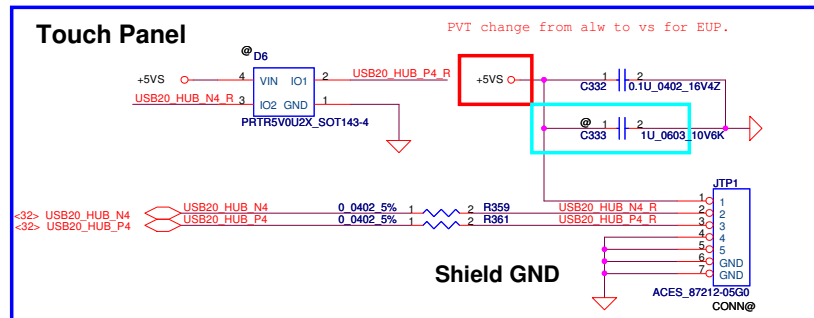 Touch Panel
PVT change from alw to vs for EUP.
@
D6
+5VS
4
VIN
IO1
2
USB20_HUB_P4_R
USB20_HUB_N4_R
3
IO2
GND
1
PRTR5V0U2X_SOT143-4
+5VS
1
2
C332
0.1U_0402_16V4Z
@
1
2
C333
1U_0603_10V6K
JTP1
<32> USB20_HUB_N4
USB20_HUB_N4
0_0402_5%
1
2
R359
USB20_HUB_N4_R
<32> USB20_HUB_P4
USB20_HUB_P4
0_0402_5%
1
2
R361
USB20_HUB_P4_R
1
1
2
2
3
3
4
4
5
5
6
GND
7
GND
Shield GND
ACES_87212-05G0
CONN@